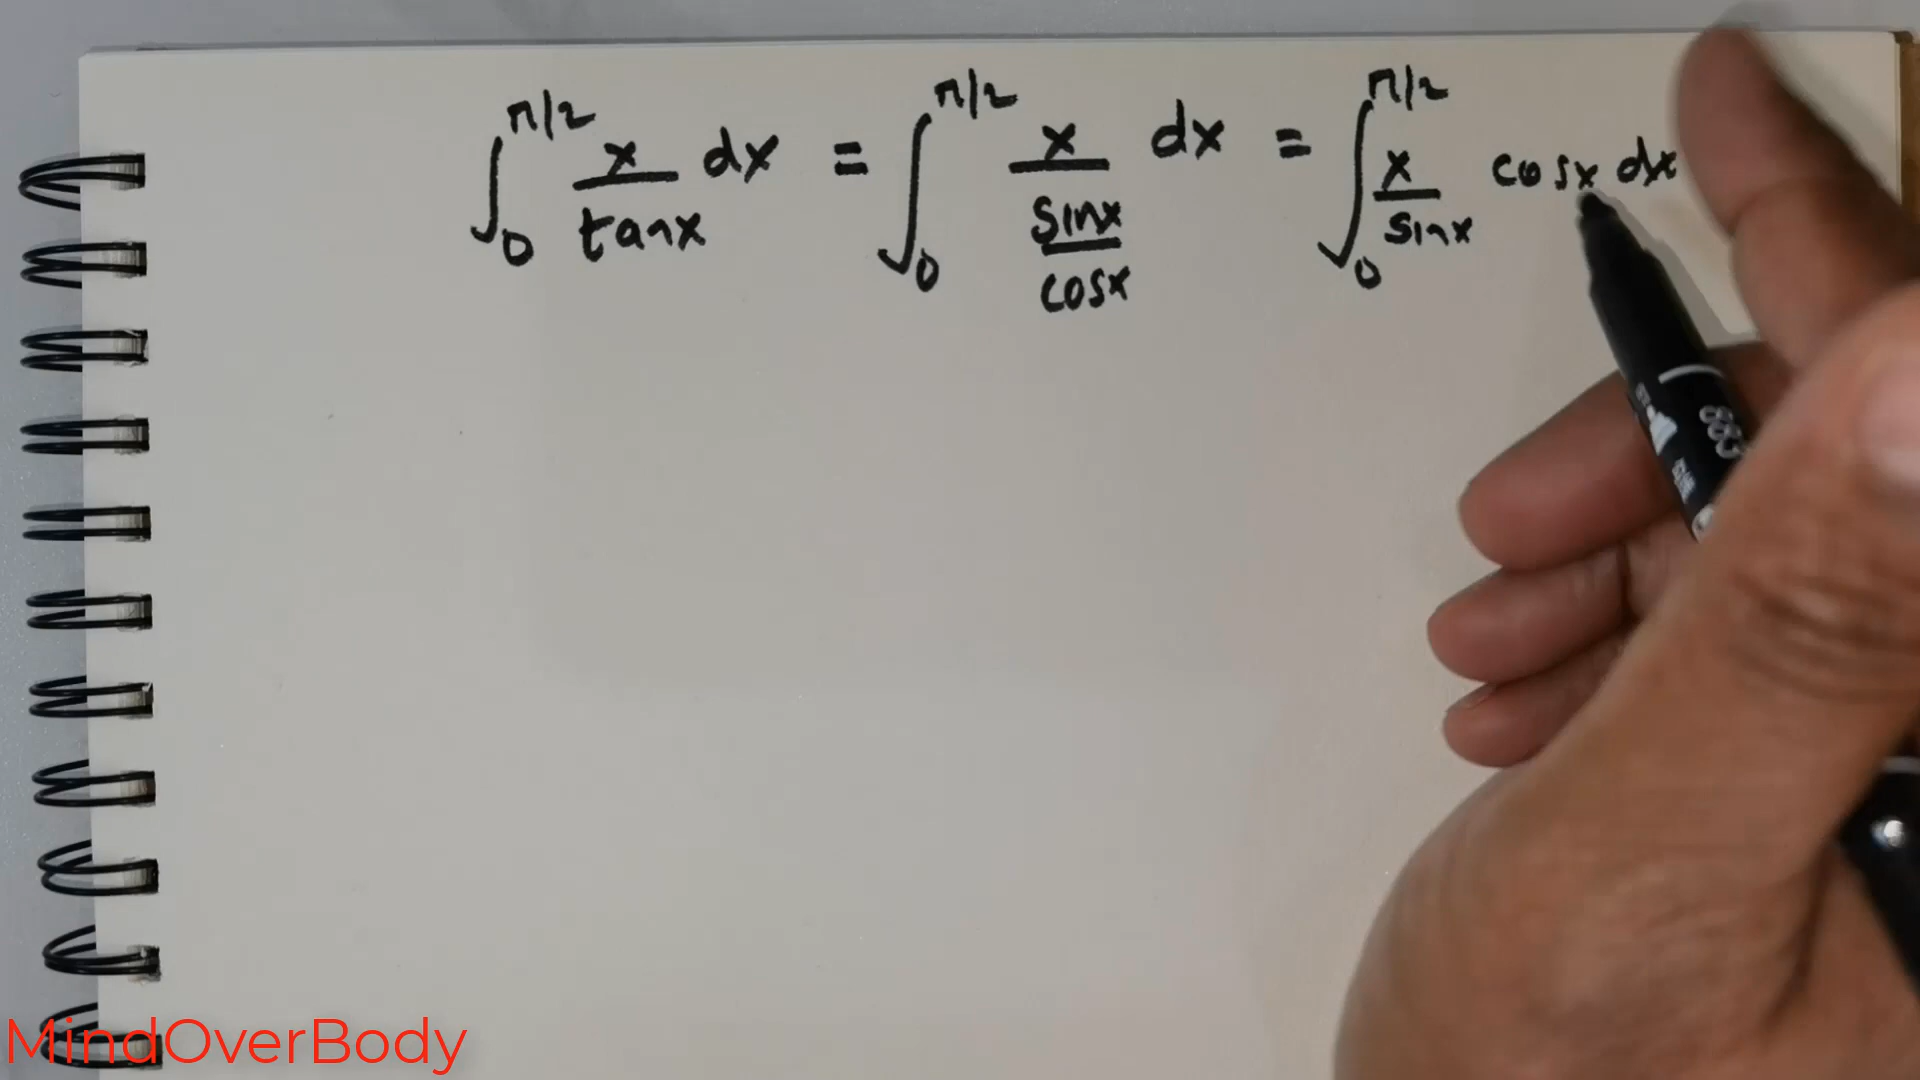 ∫₀^π/2 x/tanx dx = ∫₀^π/2 x/(sinx/cosx) dx = ∫₀^π/2 x/sinx cosx dx
MindOverBody